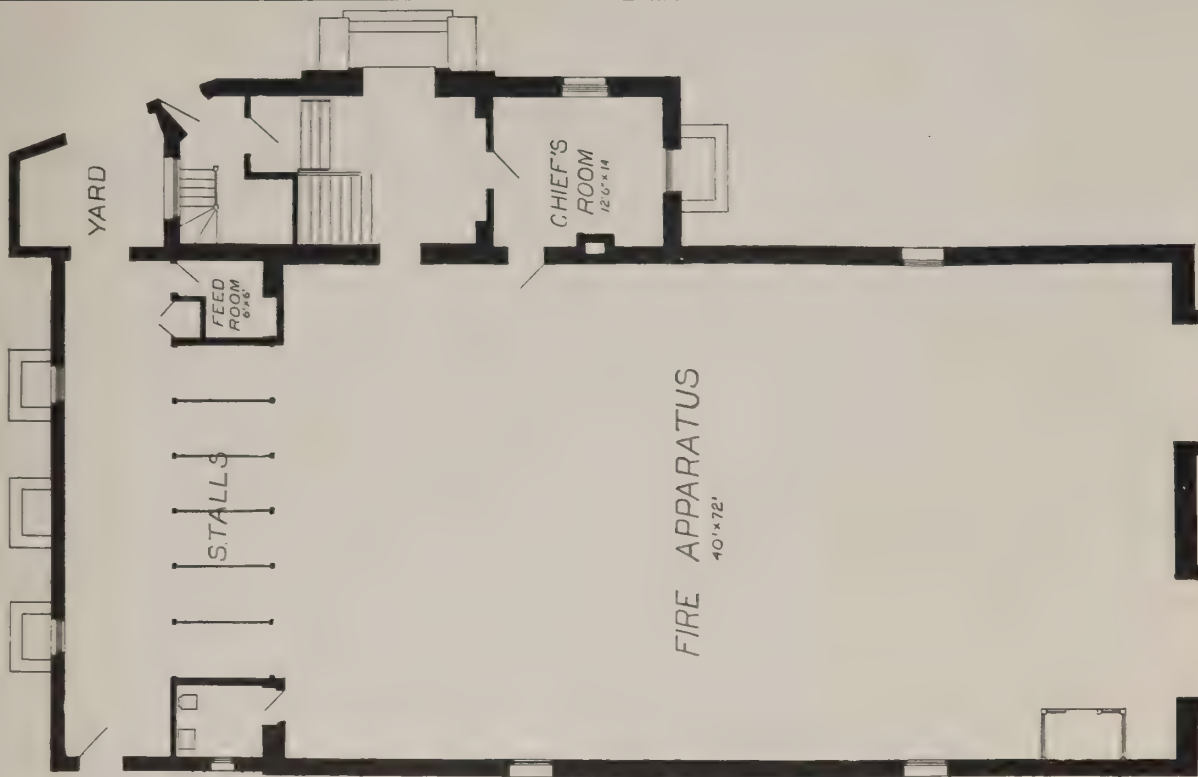 YARD
FEED
ROOM
6'x6'
STALLS
CHIEF'S
ROOM
12'6"x14
FIRE APPARATUS
40'x72'